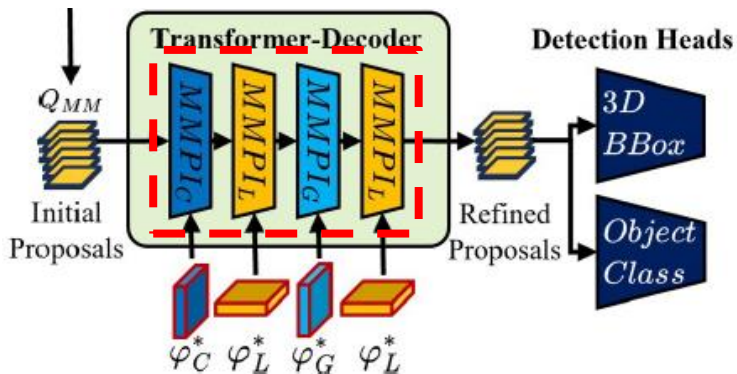 Transformer-Decoder
Detection Heads
Q_MM
Initial
Proposals
MMPI_C
MMPI_L
MMPI_G
MMPI_L
Refined
Proposals
3D
BBox
Object
Class
φ*_C
φ*_L
φ*_G
φ*_L